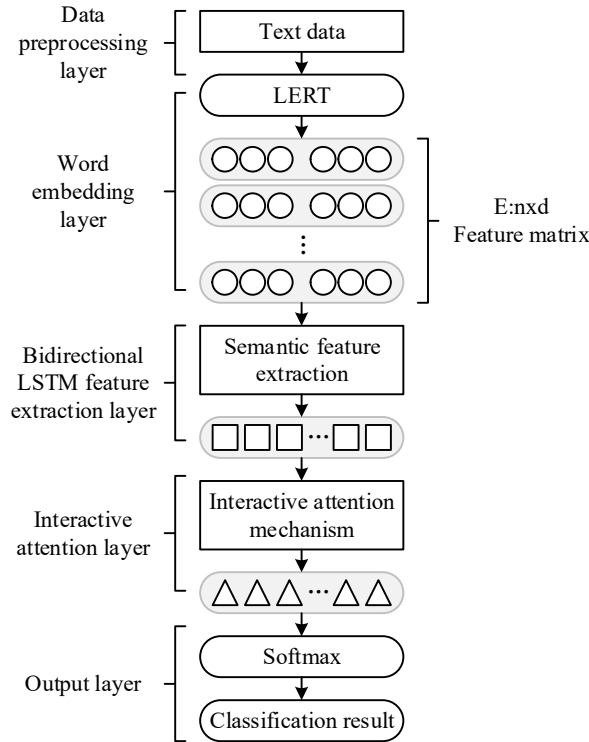 Data
preprocessing
layer
Text data
LERT
Word
embedding
layer
E:nxd
Feature matrix
Bidirectional
LSTM feature
extraction layer
Semantic feature
extraction
Interactive
attention layer
Interactive attention
mechanism
Output layer
Softmax
Classification result